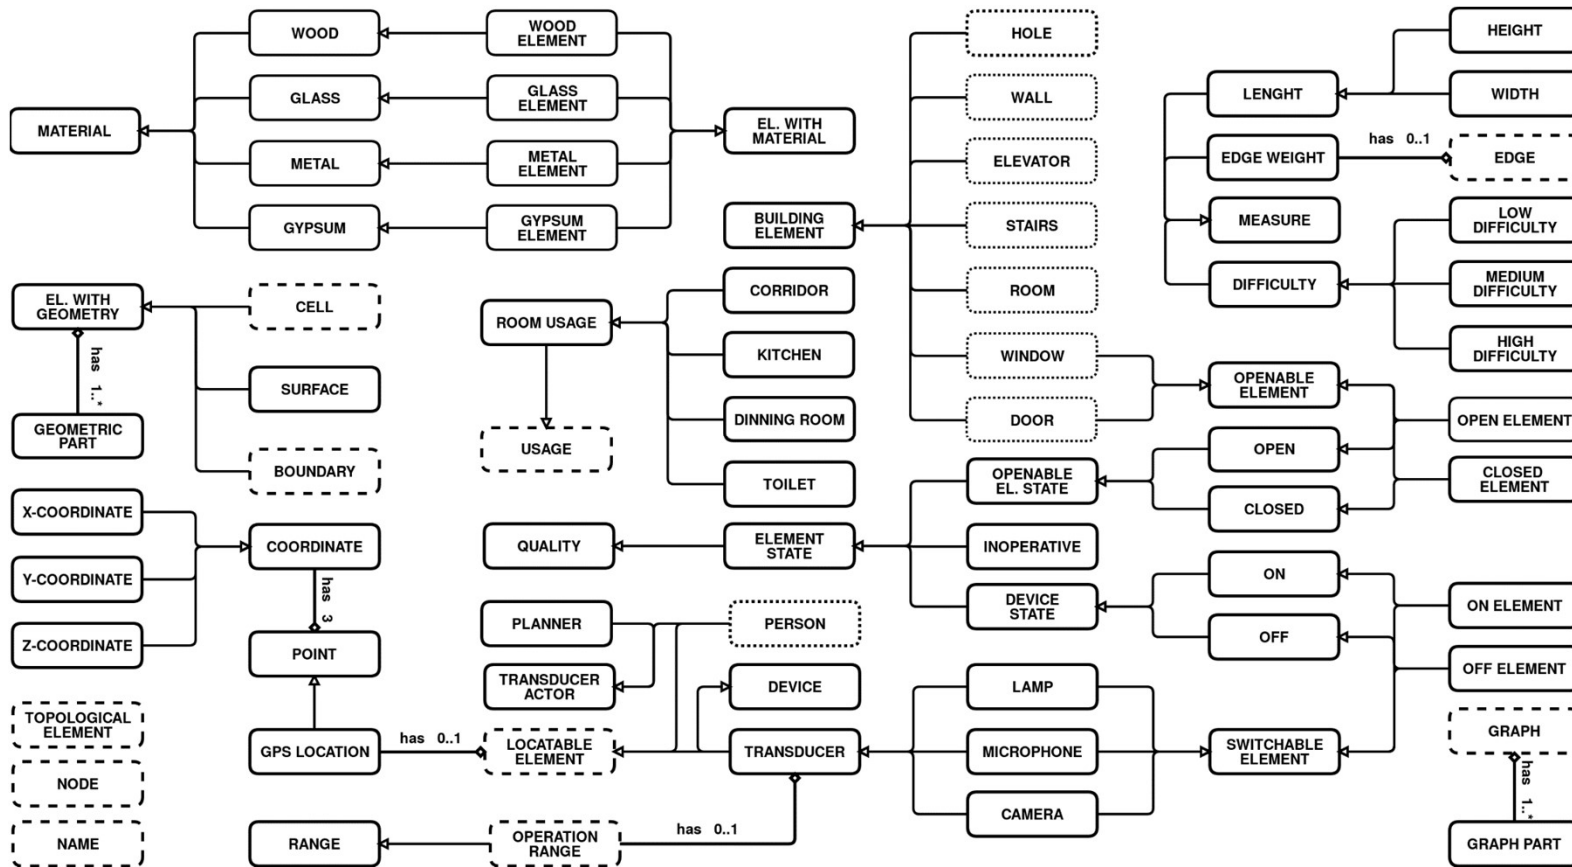 WOOD
WOOD
ELEMENT
HOLE
HEIGHT
GLASS
GLASS
ELEMENT
WALL
LENGHT
WIDTH
MATERIAL
EL. WITH
MATERIAL
METAL
METAL
ELEMENT
ELEVATOR
EDGE WEIGHT
has 0..1
EDGE
GYPSUM
GYPSUM
ELEMENT
BUILDING
ELEMENT
STAIRS
MEASURE
LOW
DIFFICULTY
EL. WITH
GEOMETRY
CELL
ROOM USAGE
CORRIDOR
ROOM
DIFFICULTY
MEDIUM
DIFFICULTY
has 1..*
KITCHEN
WINDOW
HIGH
DIFFICULTY
SURFACE
OPENABLE
ELEMENT
GEOMETRIC
PART
DINNING ROOM
DOOR
OPEN ELEMENT
BOUNDARY
USAGE
TOILET
OPENABLE
EL. STATE
OPEN
CLOSED
ELEMENT
X-COORDINATE
CLOSED
COORDINATE
QUALITY
ELEMENT
STATE
INOPERATIVE
Y-COORDINATE
has 3
ON
DEVICE
STATE
ON ELEMENT
Z-COORDINATE
POINT
PLANNER
PERSON
OFF
TRANSDUCER
ACTOR
DEVICE
LAMP
OFF ELEMENT
TOPOLOGICAL
ELEMENT
GPS LOCATION
has 0..1
LOCATABLE
ELEMENT
TRANSDUCER
MICROPHONE
SWITCHABLE
ELEMENT
GRAPH
NODE
has 1..*
CAMERA
NAME
RANGE
OPERATION
RANGE
has 0..1
GRAPH PART